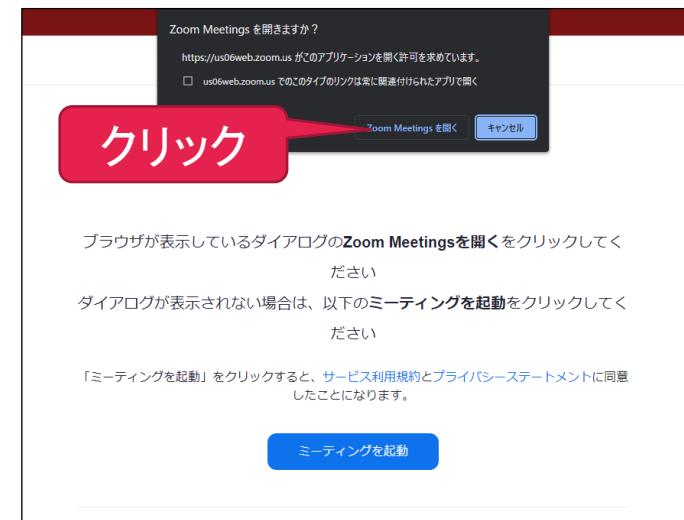 Zoom Meetings を開きますか？
https://us06web.zoom.us がこのアプリケーションを開く許可を求めています。
us06web.zoom.us でのこのタイプのリンクは常に関連付けられたアプリで開く
クリック
Zoom Meetings を開く キャンセル
ブラウザが表示しているダイアログのZoom Meetingsを開くをクリックしてく
ださい
ダイアログが表示されない場合は、以下のミーティングを起動をクリックしてく
ださい
「ミーティングを起動」をクリックすると、サービス利用規約とプライバシーステートメントに同意
したことになります。
ミーティングを起動